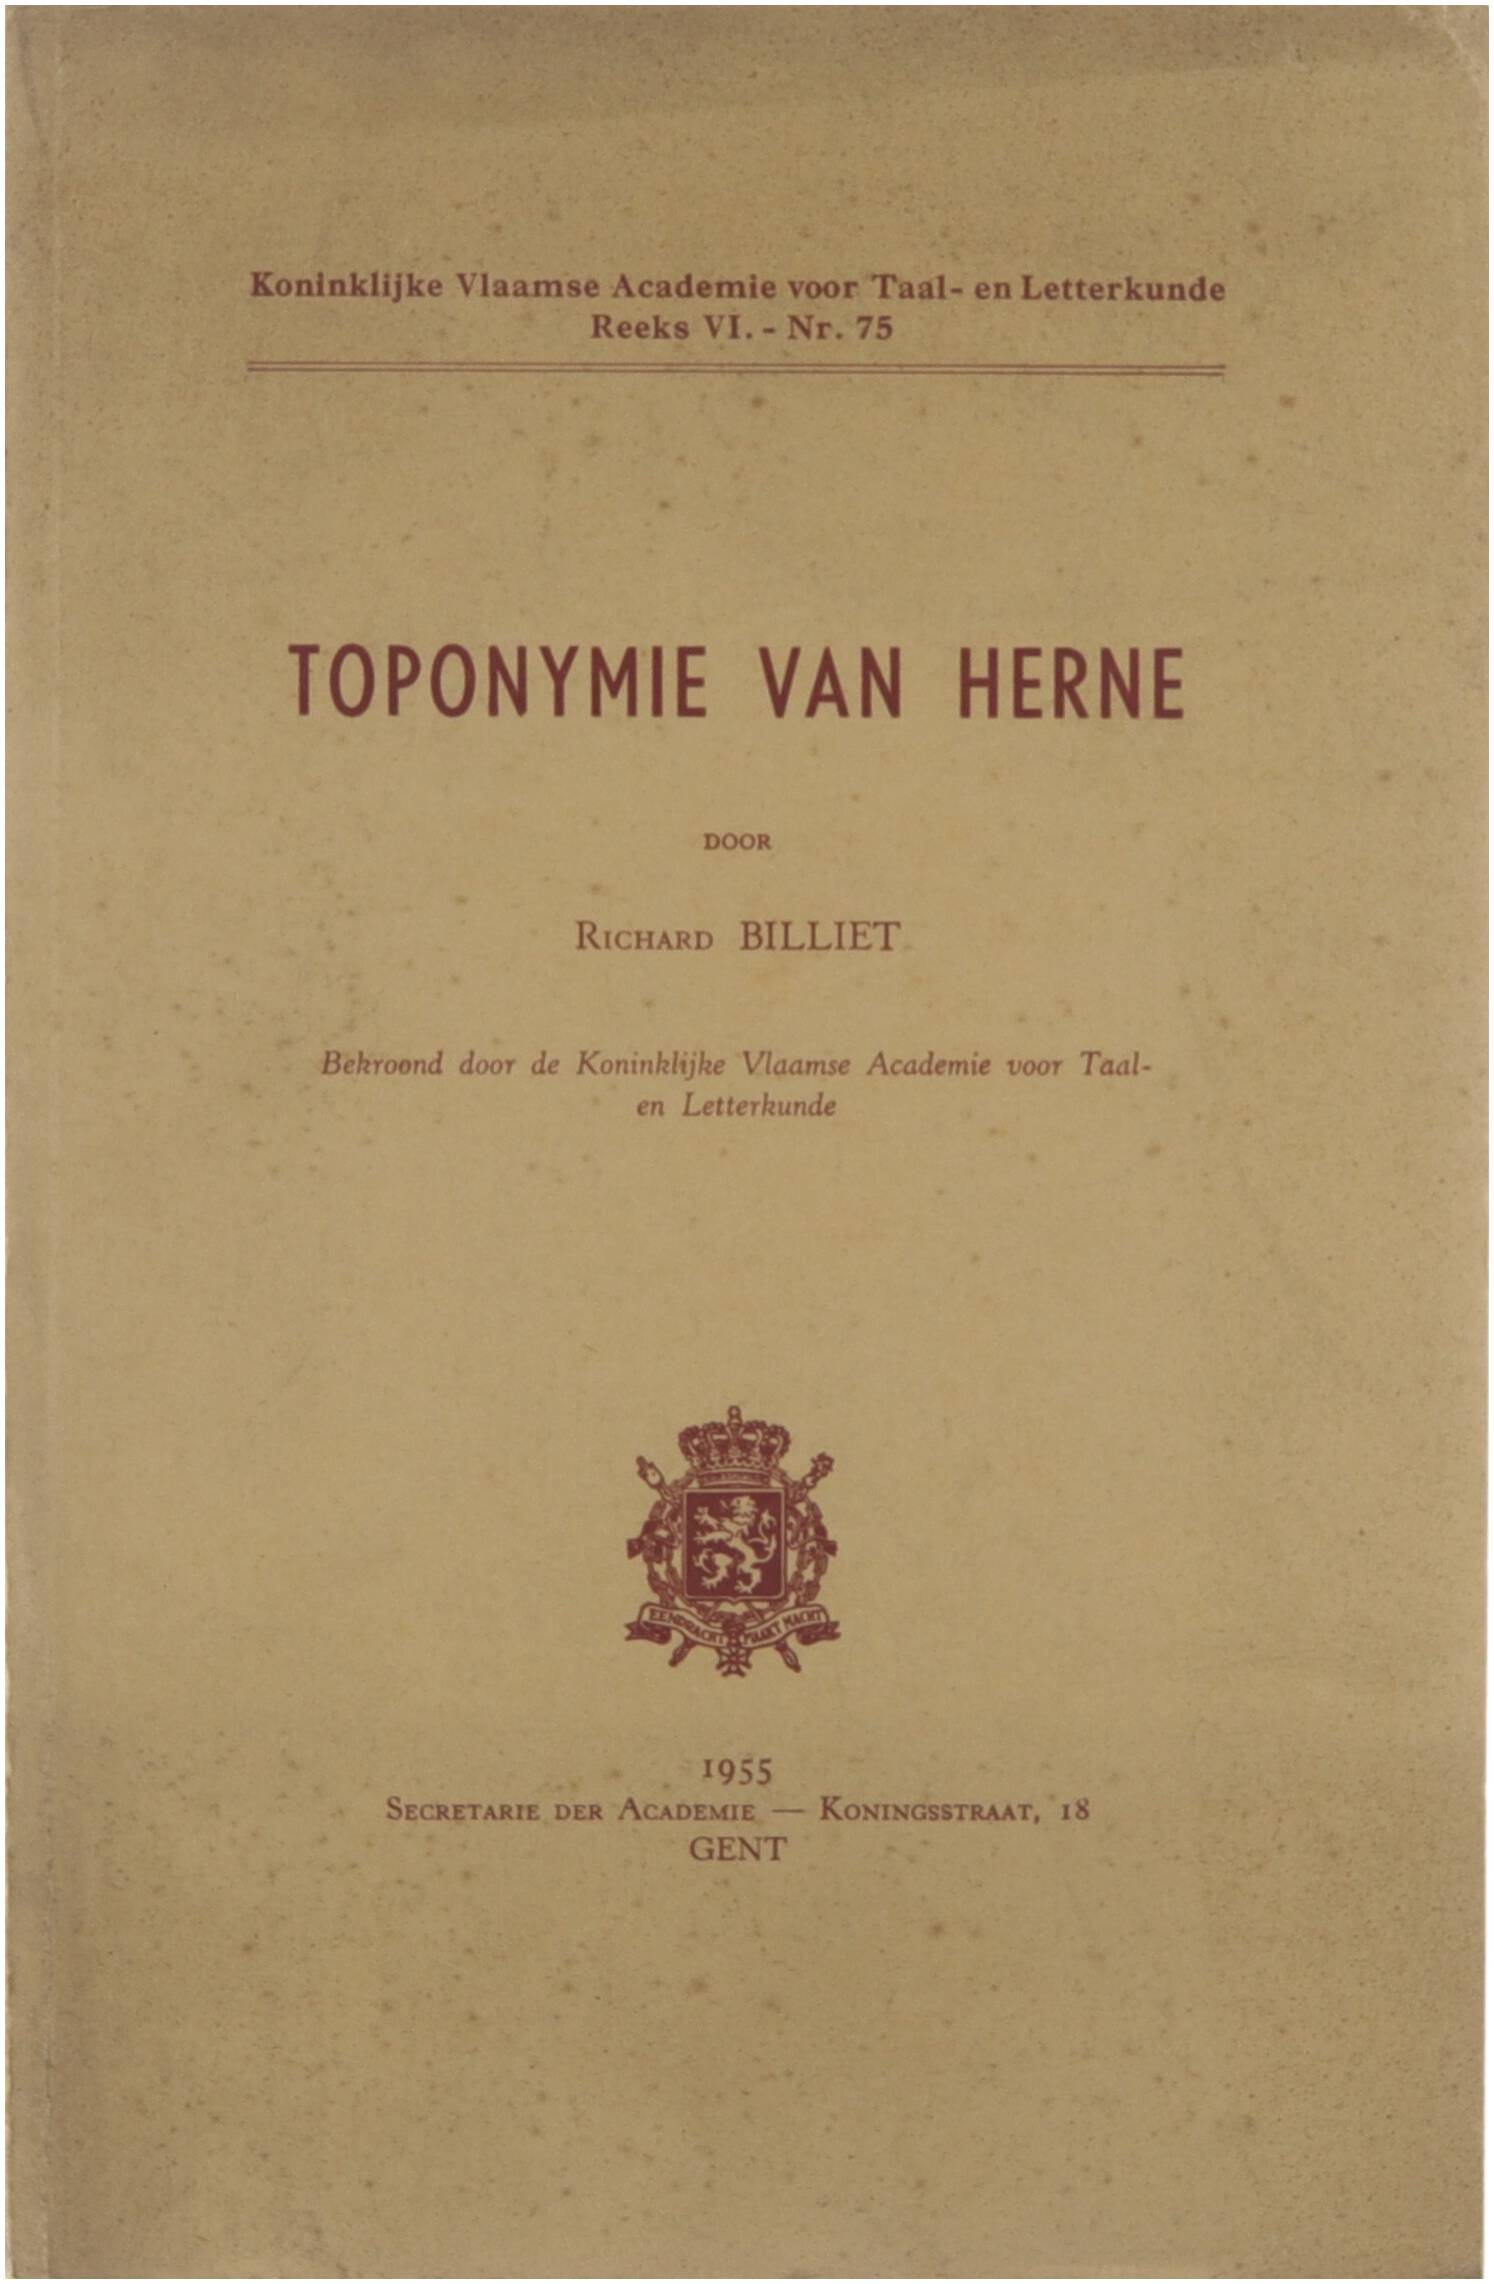 Koninklijke Vlaamse Academie voor Taal- en Letterkunde
Reeks VI. - Nr. 75
TOPONYMIE VAN HERNE
DOOR
RICHARD BILLIET
Bekroond door de Koninklijke Vlaamse Academie voor Taal-
en Letterkunde
EENDRACHT MAAKT MACHT
1955
SECRETARIE DER ACADEMIE — KONINGSSTRAAT, 18
GENT